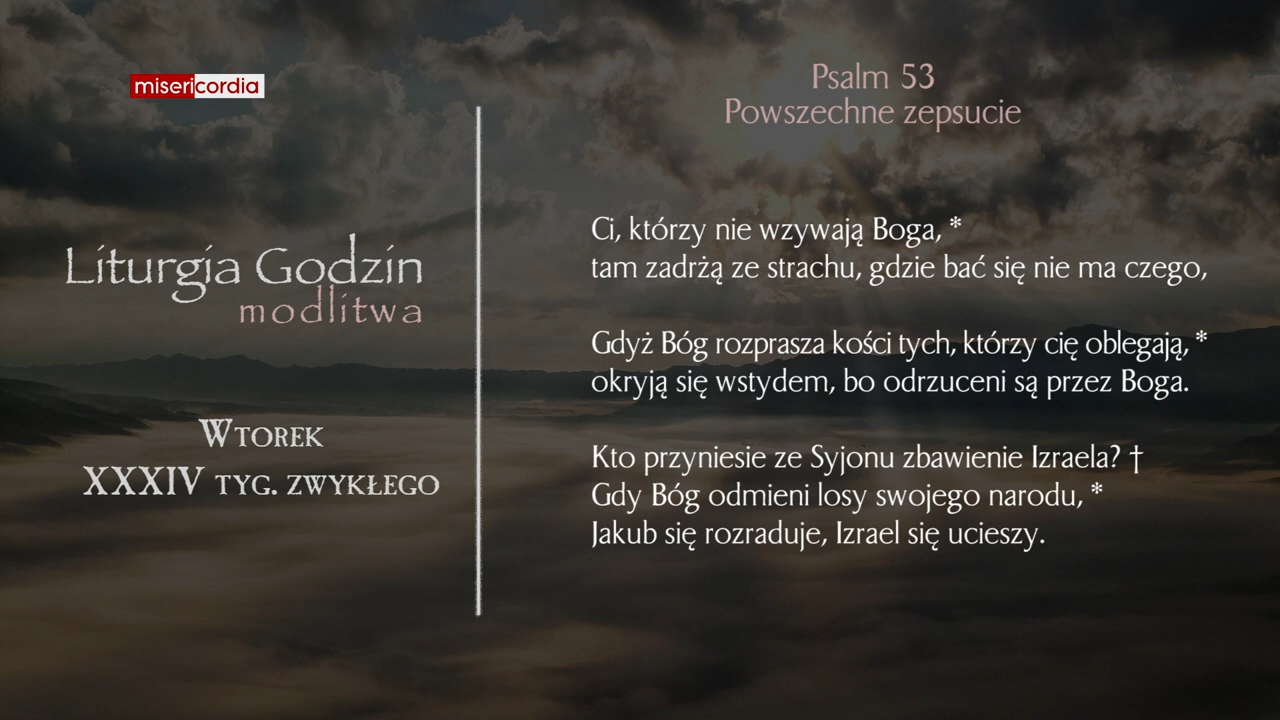 misericordia
Liturgia Godzin
modlitwa
Wtorek
XXXIV tyg. zwykłego
Psalm 53
Powszechne zepsucie
Ci, którzy nie wzywają Boga, *
tam zadrżą ze strachu, gdzie bać się nie ma czego,
Gdyż Bóg rozprasza kości tych, którzy cię oblegają, *
okryją się wstydem, bo odrzuceni są przez Boga.
Kto przyniesie ze Syjonu zbawienie Izraela? †
Gdy Bóg odmieni losy swojego narodu, *
Jakub się rozraduje, Izrael się ucieszy.